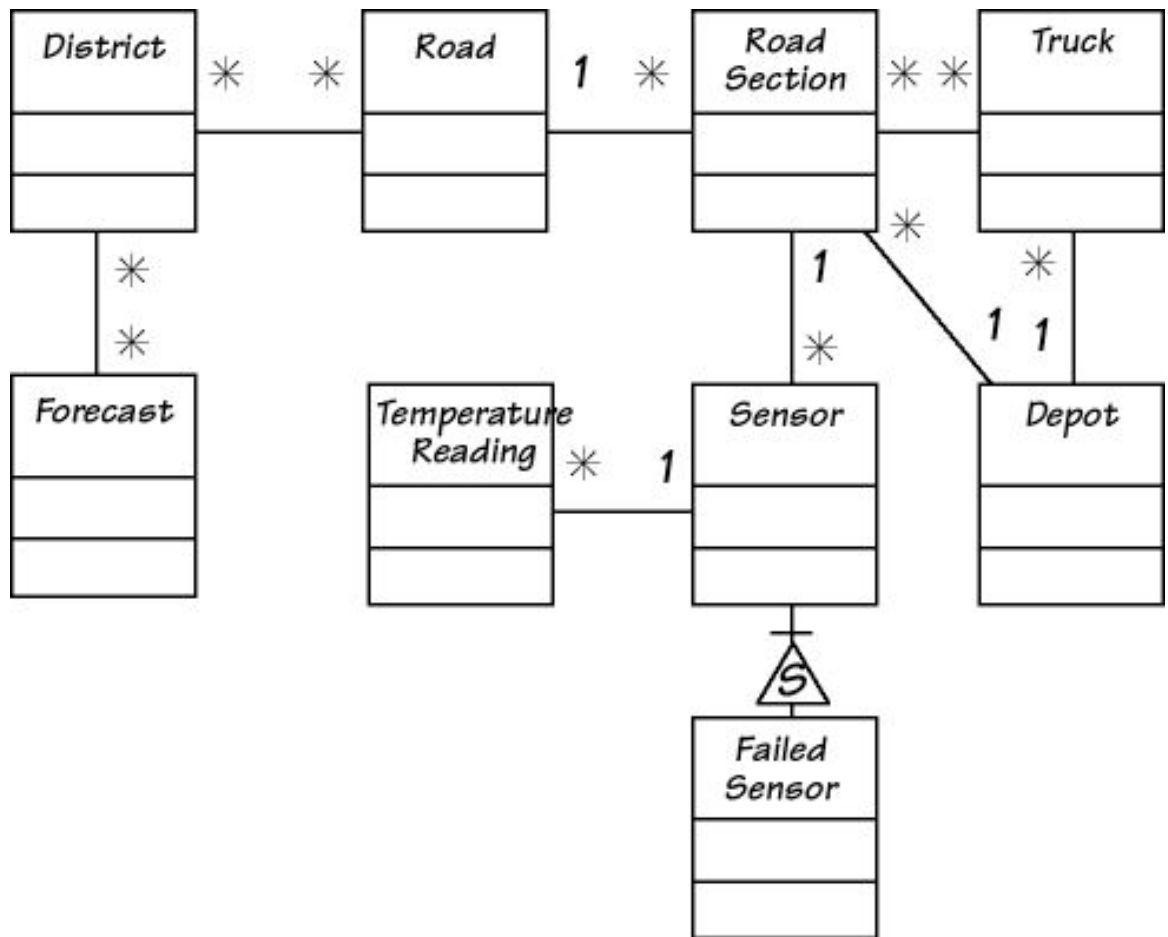 District
* *
Road
1 *
Road
Section
* *
Truck
*
*
1
*
*
1
*
1
Forecast
Temperature
Reading
* 1
Sensor
Depot
S
Failed
Sensor